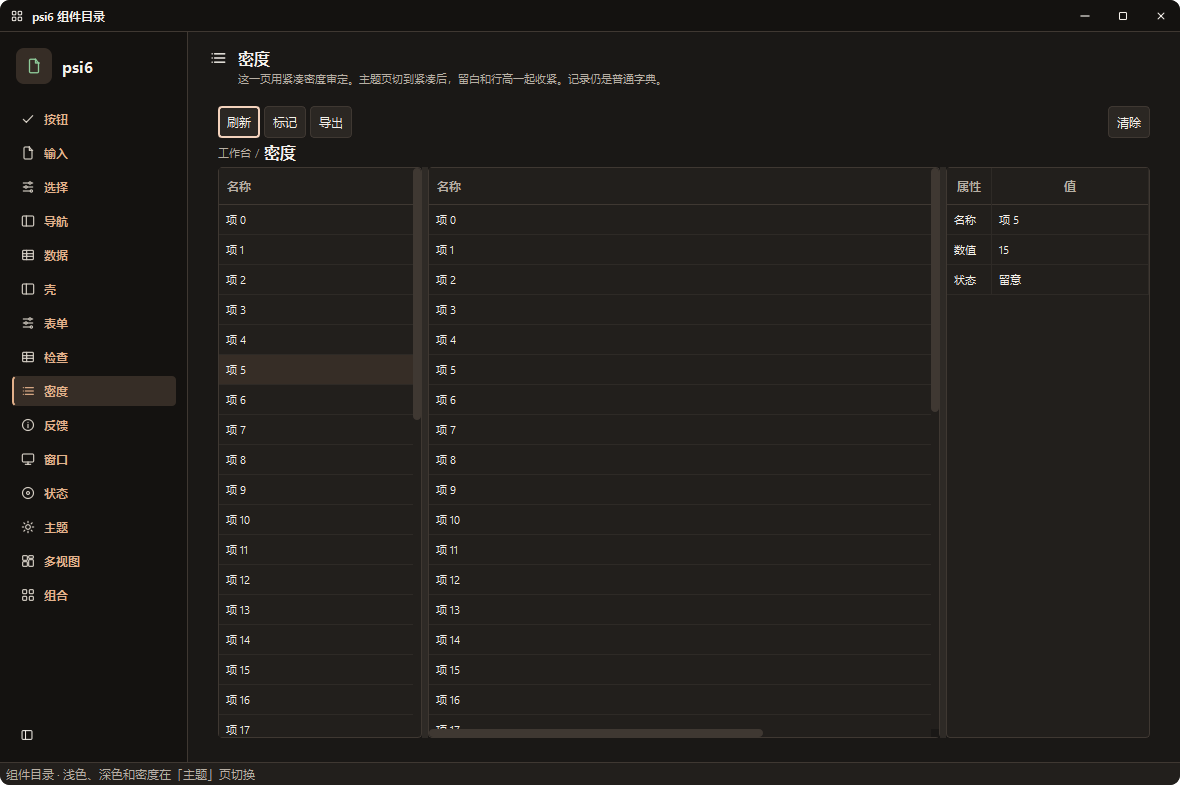 psi6 组件目录
psi6
按钮
输入
选择
导航
数据
壳
表单
检查
密度
反馈
窗口
状态
主题
多视图
组合
密度
这一页用紧凑密度审定。主题页切到紧凑后，留白和行高一起收紧。记录仍是普通字典。
刷新 标记 导出 清除
工作台 / 密度
名称 名称 属性 值
项 0 项 0 名称 项 5
项 1 项 1 数值 15
项 2 项 2 状态 留意
项 3 项 3
项 4 项 4
项 5 项 5
项 6 项 6
项 7 项 7
项 8 项 8
项 9 项 9
项 10 项 10
项 11 项 11
项 12 项 12
项 13 项 13
项 14 项 14
项 15 项 15
项 16 项 16
项 17 项 17
组件目录 · 浅色、深色和密度在「主题」页切换